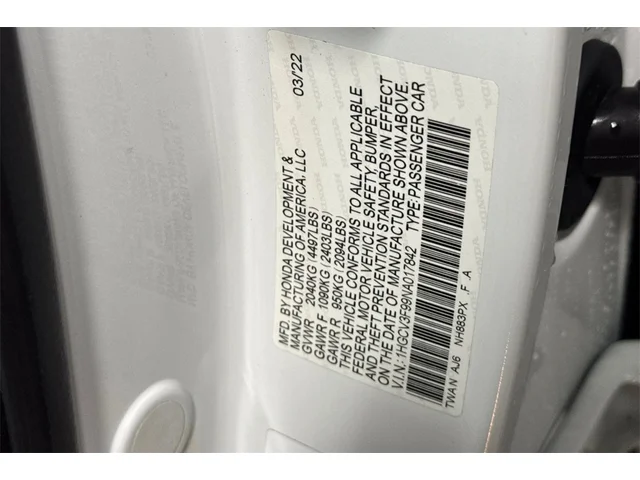 MFD. BY HONDA DEVELOPMENT & 03/22
MANUFACTURING OF AMERICA, LLC
GVWR 2040KG (4497LBS)
GAWR F 1090KG (2403LBS)
GAWR R 950KG (2094LBS)
THIS VEHICLE CONFORMS TO ALL APPLICABLE
FEDERAL MOTOR VEHICLE SAFETY, BUMPER,
AND THEFT PREVENTION STANDARDS IN EFFECT
ON THE DATE OF MANUFACTURE SHOWN ABOVE.
V.I.N.:1HGCV3F99NA017842 TYPE:PASSENGER CAR
TWAN AJ6 NH883PX F A